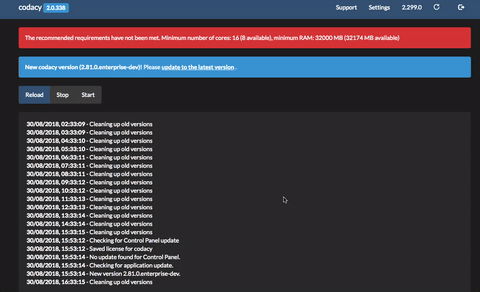 codacy 2.0.338 Support Settings 2.299.0
The recommended requirements have not been met. Minimum number of cores: 16 (8 available), minimum RAM: 32000 MB (32174 MB available)
New codacy version (2.81.0.enterprise-dev)! Please update to the latest version .
Reload Stop Start
30/08/2018, 02:33:09 - Cleaning up old versions
30/08/2018, 03:33:09 - Cleaning up old versions
30/08/2018, 04:33:10 - Cleaning up old versions
30/08/2018, 05:33:10 - Cleaning up old versions
30/08/2018, 06:33:11 - Cleaning up old versions
30/08/2018, 07:33:11 - Cleaning up old versions
30/08/2018, 08:33:11 - Cleaning up old versions
30/08/2018, 09:33:12 - Cleaning up old versions
30/08/2018, 10:33:12 - Cleaning up old versions
30/08/2018, 11:33:13 - Cleaning up old versions
30/08/2018, 12:33:13 - Cleaning up old versions
30/08/2018, 13:33:14 - Cleaning up old versions
30/08/2018, 14:33:14 - Cleaning up old versions
30/08/2018, 15:33:15 - Cleaning up old versions
30/08/2018, 15:53:12 - Checking for Control Panel update
30/08/2018, 15:53:12 - Saved license for codacy
30/08/2018, 15:53:14 - No update found for Control Panel.
30/08/2018, 15:53:14 - Checking for application update.
30/08/2018, 15:53:14 - New version 2.81.0.enterprise-dev.
30/08/2018, 16:33:15 - Cleaning up old versions